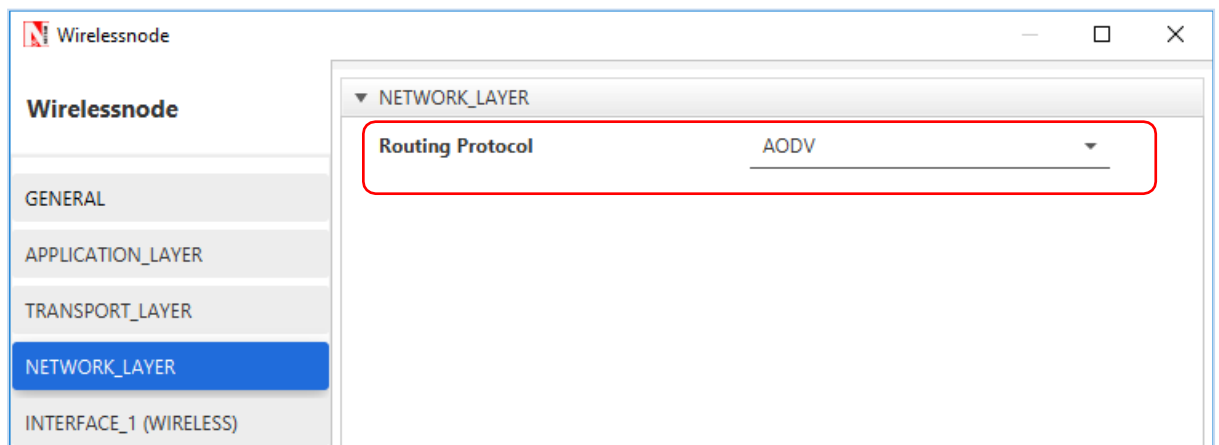 Wirelessnode
Wirelessnode
GENERAL
APPLICATION_LAYER
TRANSPORT_LAYER
NETWORK_LAYER
INTERFACE_1 (WIRELESS)
NETWORK_LAYER
Routing Protocol AODV